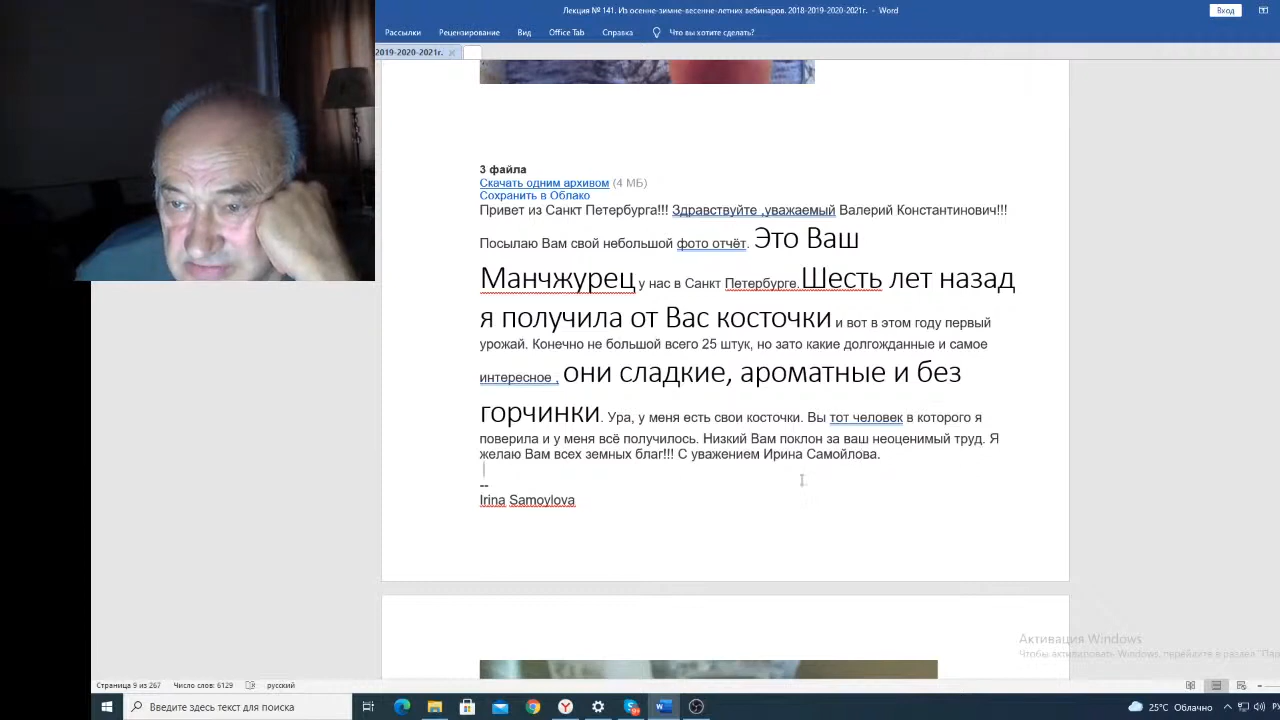 Лекция № 141. Из осенне-зимне-весенне-летних вебинаров. 2018-2019-2020-2021г. - Word
Вход
Рассылки Рецензирование Вид Office Tab Справка Что вы хотите сделать?
2019-2020-2021г.
3 файла
Скачать одним архивом (4 МБ)
Сохранить в Облако
Привет из Санкт Петербурга!!! Здравствуйте ,уважаемый Валерий Константинович!!!
Посылаю Вам свой небольшой фото отчёт. Это Ваш
Манчжурец у нас в Санкт Петербурге.Шесть лет назад
я получила от Вас косточки и вот в этом году первый
урожай. Конечно не большой всего 25 штук, но зато какие долгожданные и самое
интересное , они сладкие, ароматные и без
горчинки. Ура, у меня есть свои косточки. Вы тот человек в которого я
поверила и у меня всё получилось. Низкий Вам поклон за ваш неоценимый труд. Я
желаю Вам всех земных благ!!! С уважением Ирина Самойлова.
--
Irina Samoylova
Активация Windows
Чтобы активировать Windows, перейдите в раздел "Пар
Страница 9 из 267 Число слов: 6129 русский
Введите здесь текст для поиска
25°C Облачно